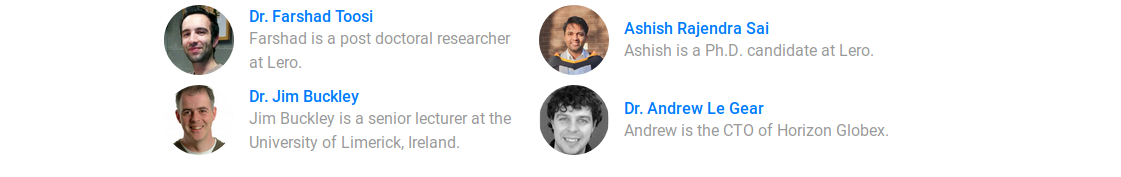 Dr. Farshad Toosi
Farshad is a post doctoral researcher
at Lero.
Ashish Rajendra Sai
Ashish is a Ph.D. candidate at Lero.
Dr. Jim Buckley
Jim Buckley is a senior lecturer at the
University of Limerick, Ireland.
Dr. Andrew Le Gear
Andrew is the CTO of Horizon Globex.